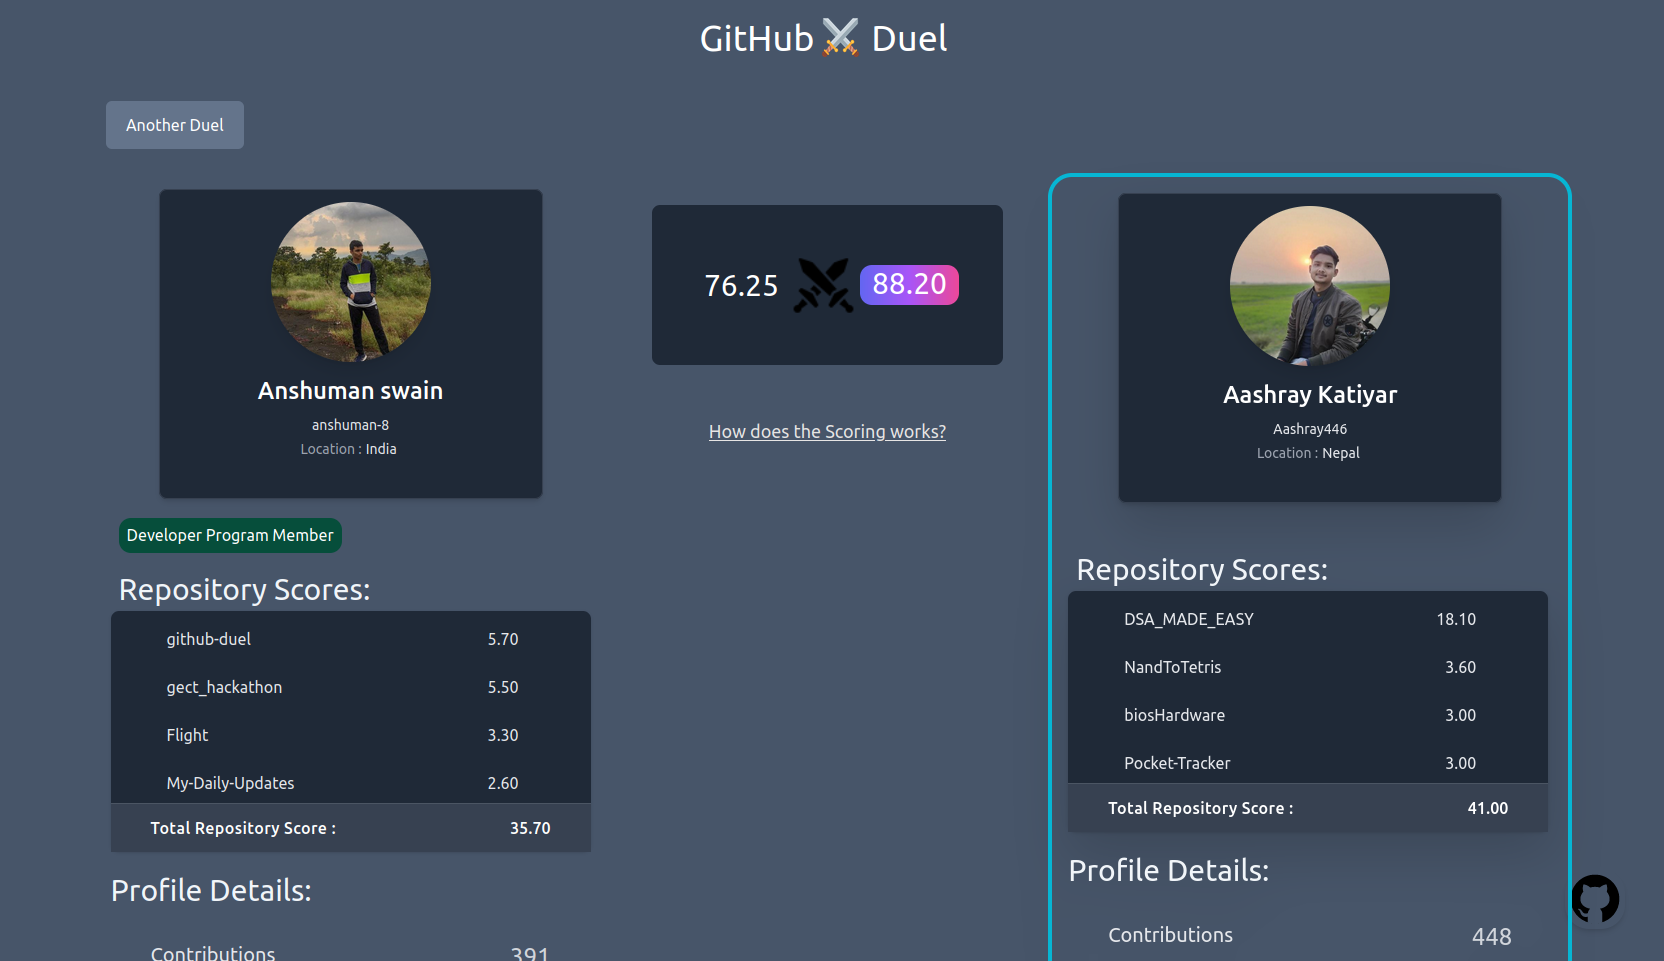 GitHub⚔️Duel
Another Duel
Anshuman swain
anshuman-8
Location : India
Developer Program Member
Repository Scores:
github-duel 5.70
gect_hackathon 5.50
Flight 3.30
My-Daily-Updates 2.60
Total Repository Score : 35.70
Profile Details:
Contributions 391
76.25 88.20
How does the Scoring works?
Aashray Katiyar
Aashray446
Location : Nepal
Repository Scores:
DSA_MADE_EASY 18.10
NandToTetris 3.60
biosHardware 3.00
Pocket-Tracker 3.00
Total Repository Score : 41.00
Profile Details:
Contributions 448